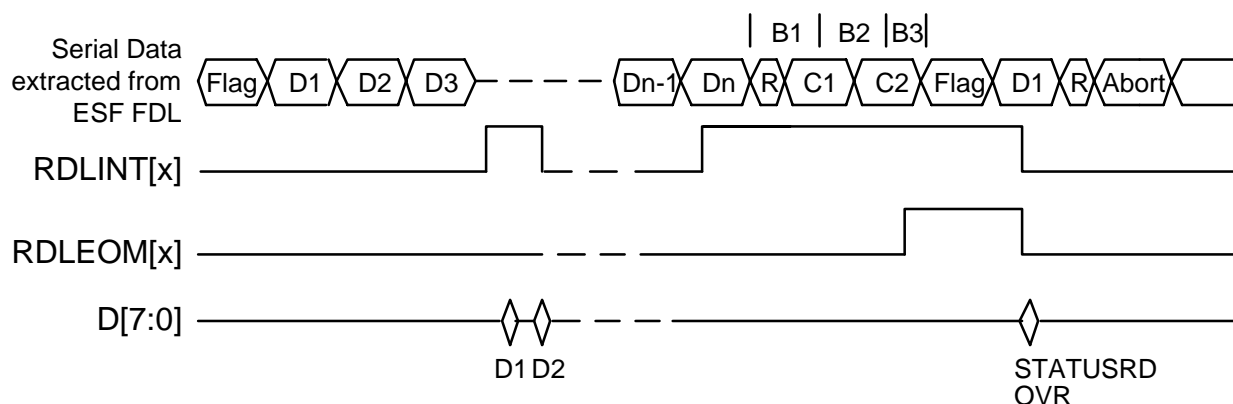 B1 B2 B3
Serial Data
extracted from
ESF FDL
Flag D1 D2 D3 Dn-1 Dn R C1 C2 Flag D1 R Abort
RDLINT[x]
RDLEOM[x]
D[7:0]
D1 D2
STATUSRD
OVR